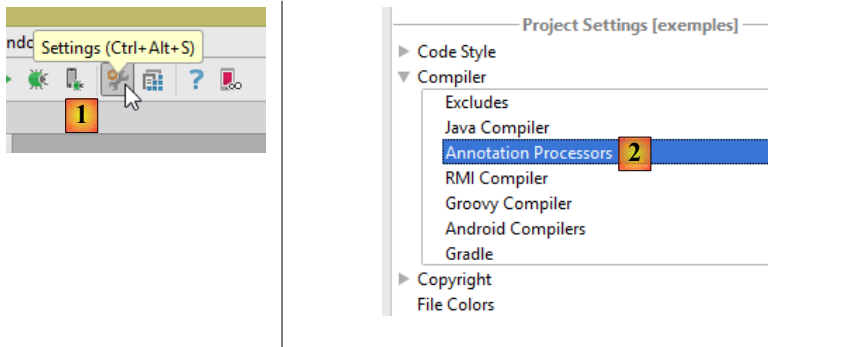 ndo
Settings (Ctrl+Alt+S)
?
1
Project Settings [exemples]
Code Style
Compiler
Excludes
Java Compiler
Annotation Processors 2
RMI Compiler
Groovy Compiler
Android Compilers
Gradle
Copyright
File Colors